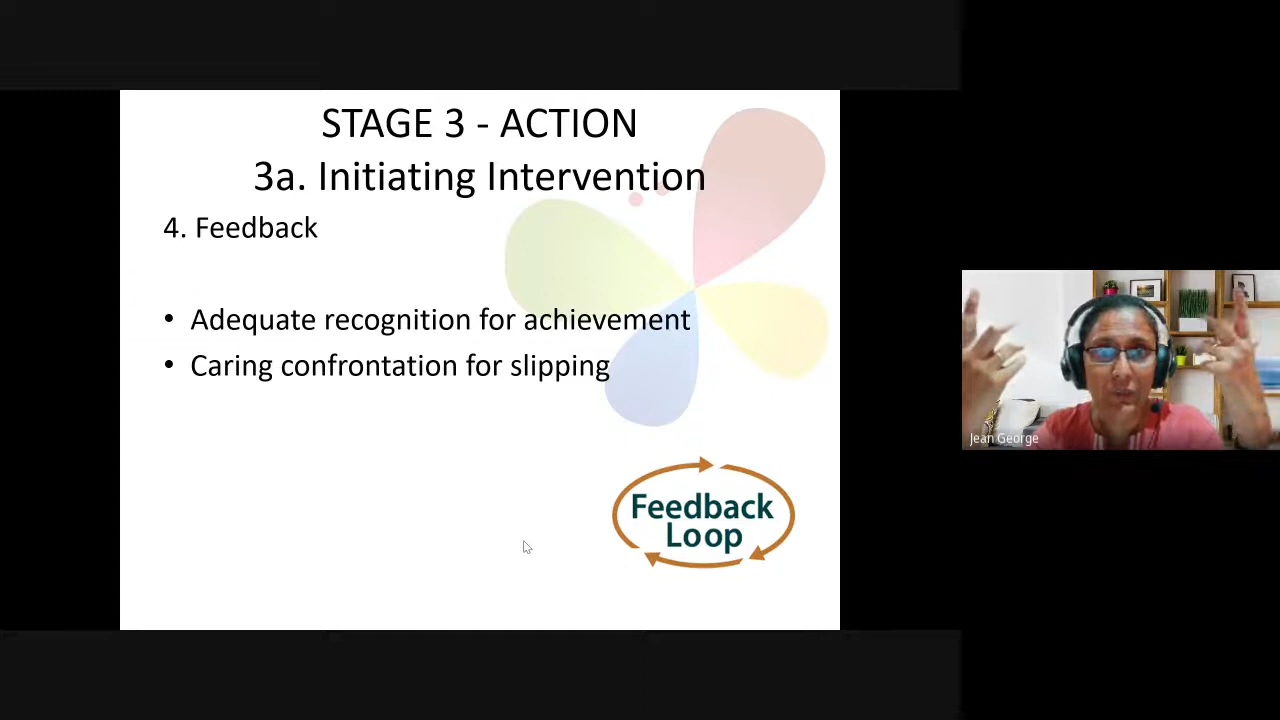 STAGE 3 - ACTION
3a. Initiating Intervention
4. Feedback
• Adequate recognition for achievement
• Caring confrontation for slipping
Feedback
Loop
Jean George